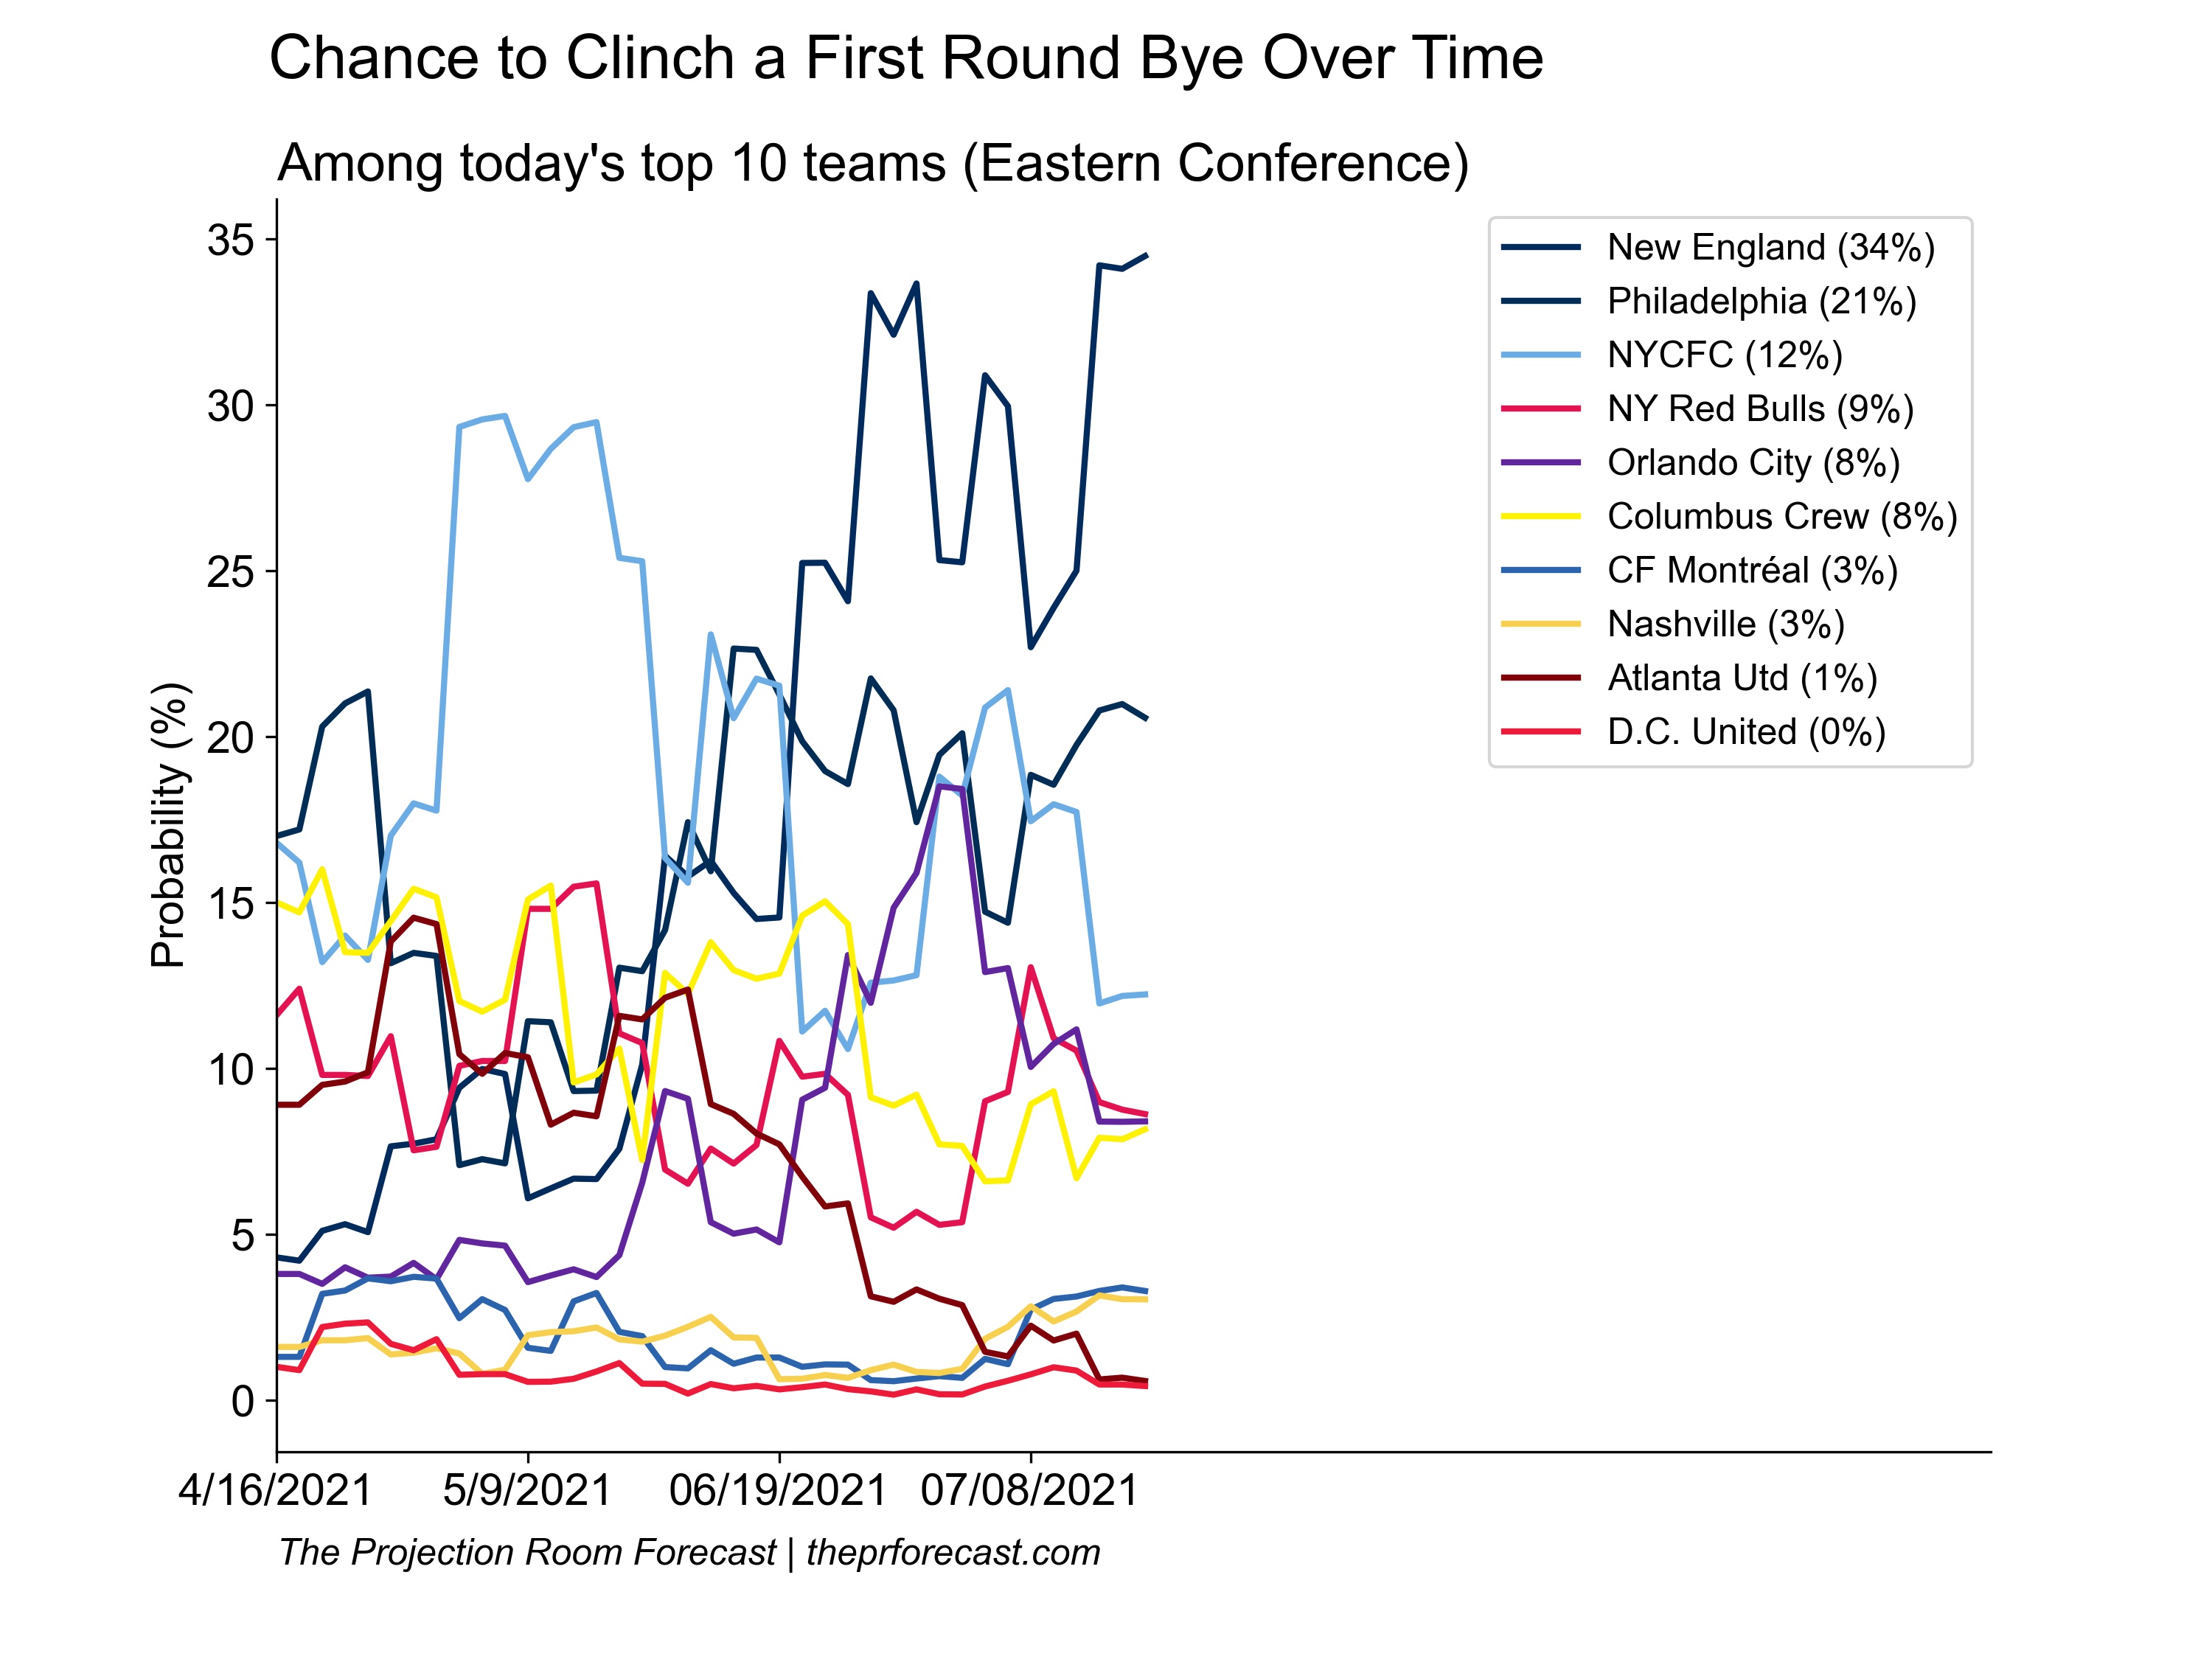 Chance to Clinch a First Round Bye Over Time
Among today's top 10 teams (Eastern Conference)
35
30
25
20
15
10
5
0
Probability (%)
New England (34%)
Philadelphia (21%)
NYCFC (12%)
NY Red Bulls (9%)
Orlando City (8%)
Columbus Crew (8%)
CF Montréal (3%)
Nashville (3%)
Atlanta Utd (1%)
D.C. United (0%)
4/16/2021 5/9/2021 06/19/2021 07/08/2021
The Projection Room Forecast | theprforecast.com